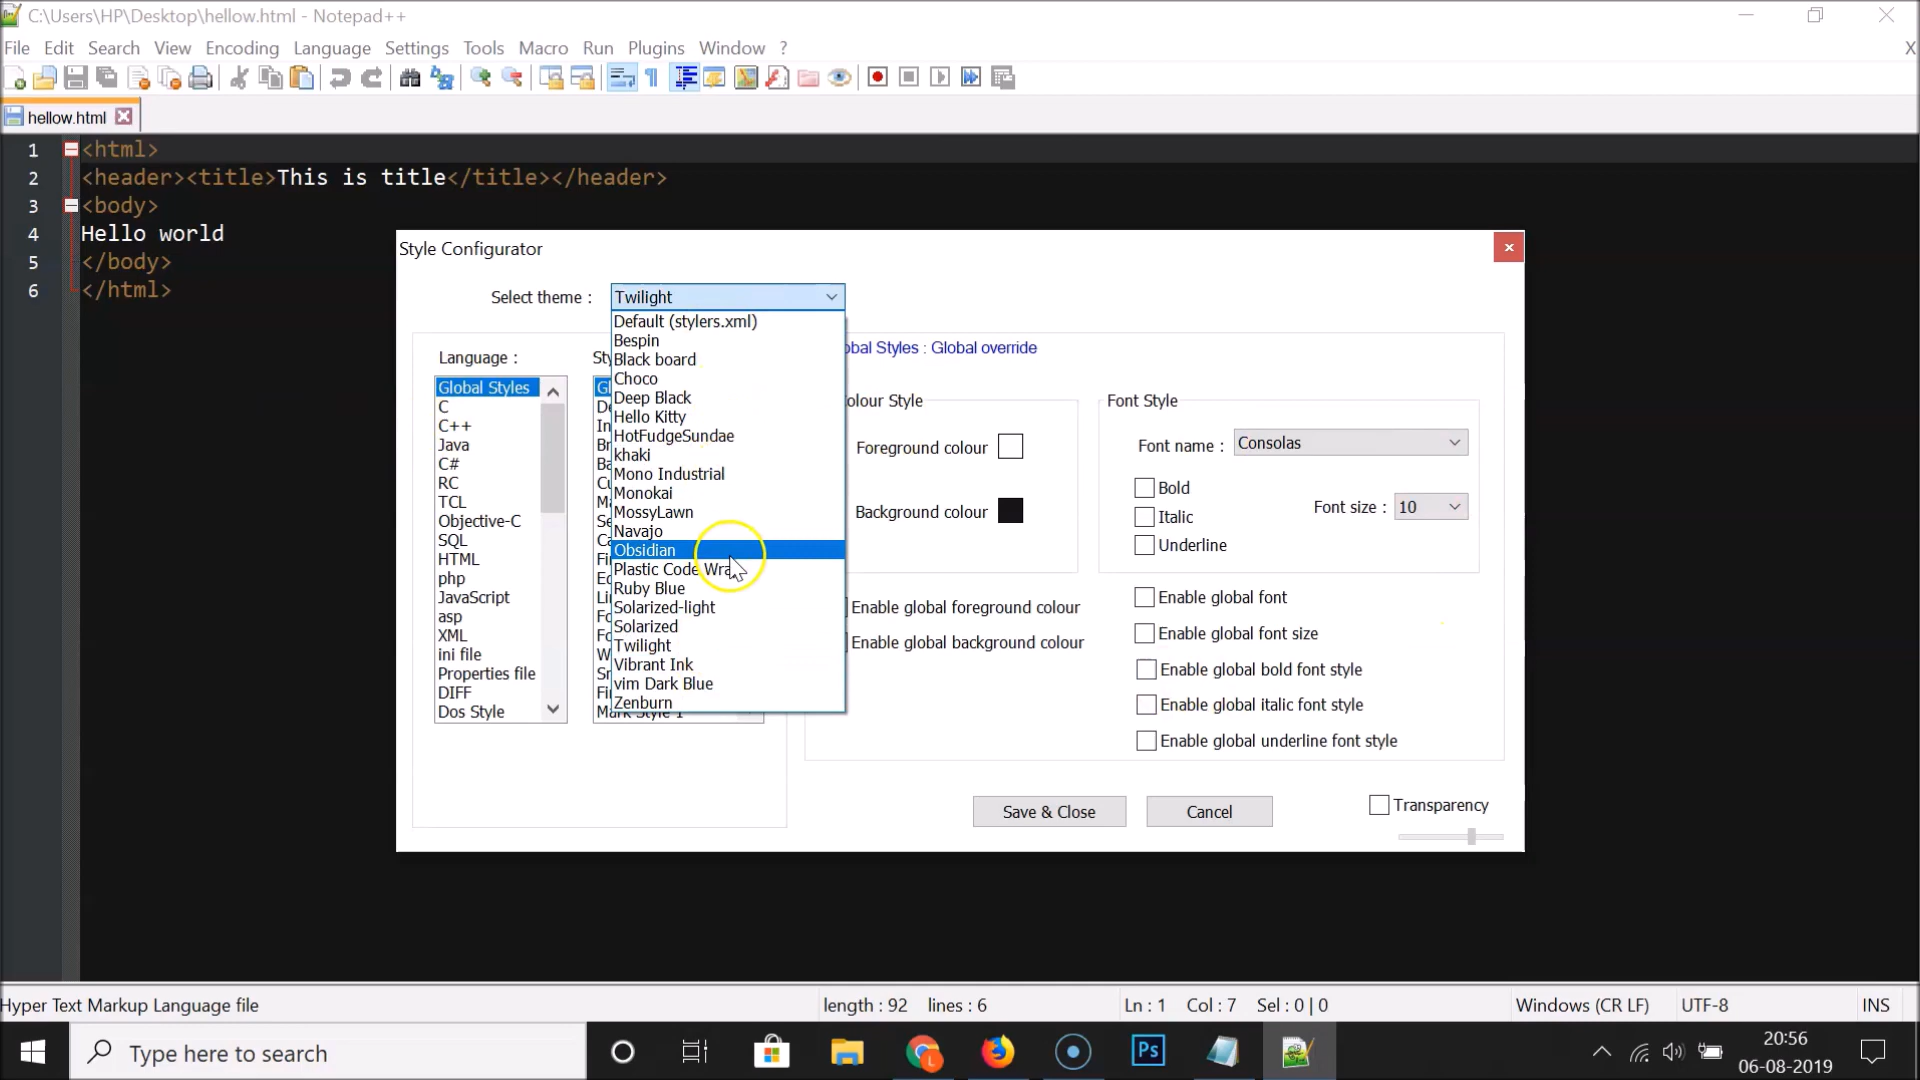 C:\Users\HP\Desktop\hellow.html - Notepad++
File Edit Search View Encoding Language Settings Tools Macro Run Plugins Window ? X
hellow.html
1 <html>
2 <header><title>This is title</title></header>
3 <body>
4 Hello world
5 </body>
6 </html>
Style Configurator
Select theme : Twilight
Default (stylers.xml)
Bespin
Black board
Choco
Deep Black
Hello Kitty
HotFudgeSundae
khaki
Mono Industrial
Monokai
MossyLawn
Navajo
Obsidian
Plastic Code Wra
Ruby Blue
Solarized-light
Solarized
Twilight
Vibrant Ink
vim Dark Blue
Zenburn
Language :
Global Styles
C
C++
Java
C#
RC
TCL
Objective-C
SQL
HTML
php
JavaScript
asp
XML
ini file
Properties file
DIFF
Dos Style
Mark Style 1
obal Styles : Global override
olour Style
Foreground colour
Background colour
Enable global foreground colour
Enable global background colour
Font Style
Font name : Consolas
Bold
Italic
Underline
Font size : 10
Enable global font
Enable global font size
Enable global bold font style
Enable global italic font style
Enable global underline font style
Save & Close
Cancel
Transparency
Hyper Text Markup Language file length : 92 lines : 6 Ln : 1 Col : 7 Sel : 0 | 0 Windows (CR LF) UTF-8 INS
Type here to search
Ps
L
20:56
06-08-2019